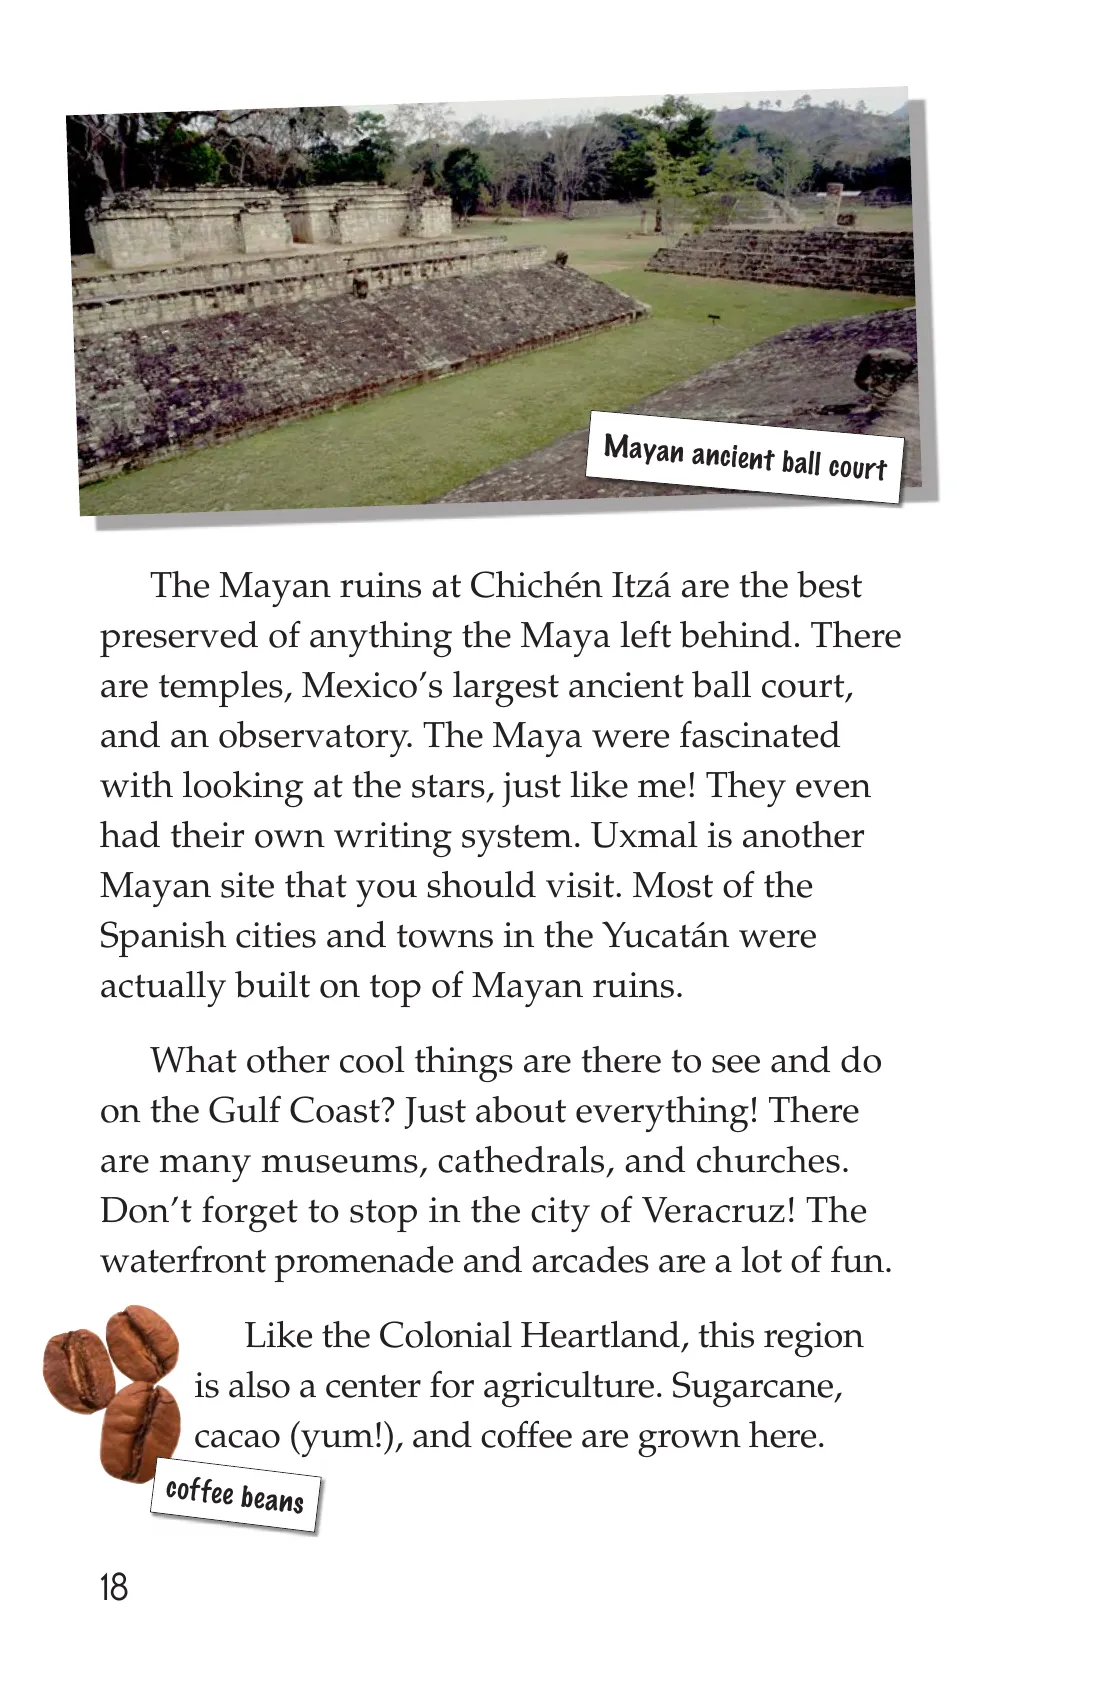 Mayan ancient ball court
The Mayan ruins at Chichén Itzá are the best
preserved of anything the Maya left behind. There
are temples, Mexico’s largest ancient ball court,
and an observatory. The Maya were fascinated
with looking at the stars, just like me! They even
had their own writing system. Uxmal is another
Mayan site that you should visit. Most of the
Spanish cities and towns in the Yucatán were
actually built on top of Mayan ruins.
What other cool things are there to see and do
on the Gulf Coast? Just about everything! There
are many museums, cathedrals, and churches.
Don’t forget to stop in the city of Veracruz! The
waterfront promenade and arcades are a lot of fun.
Like the Colonial Heartland, this region
is also a center for agriculture. Sugarcane,
cacao (yum!), and coffee are grown here.
coffee beans
18